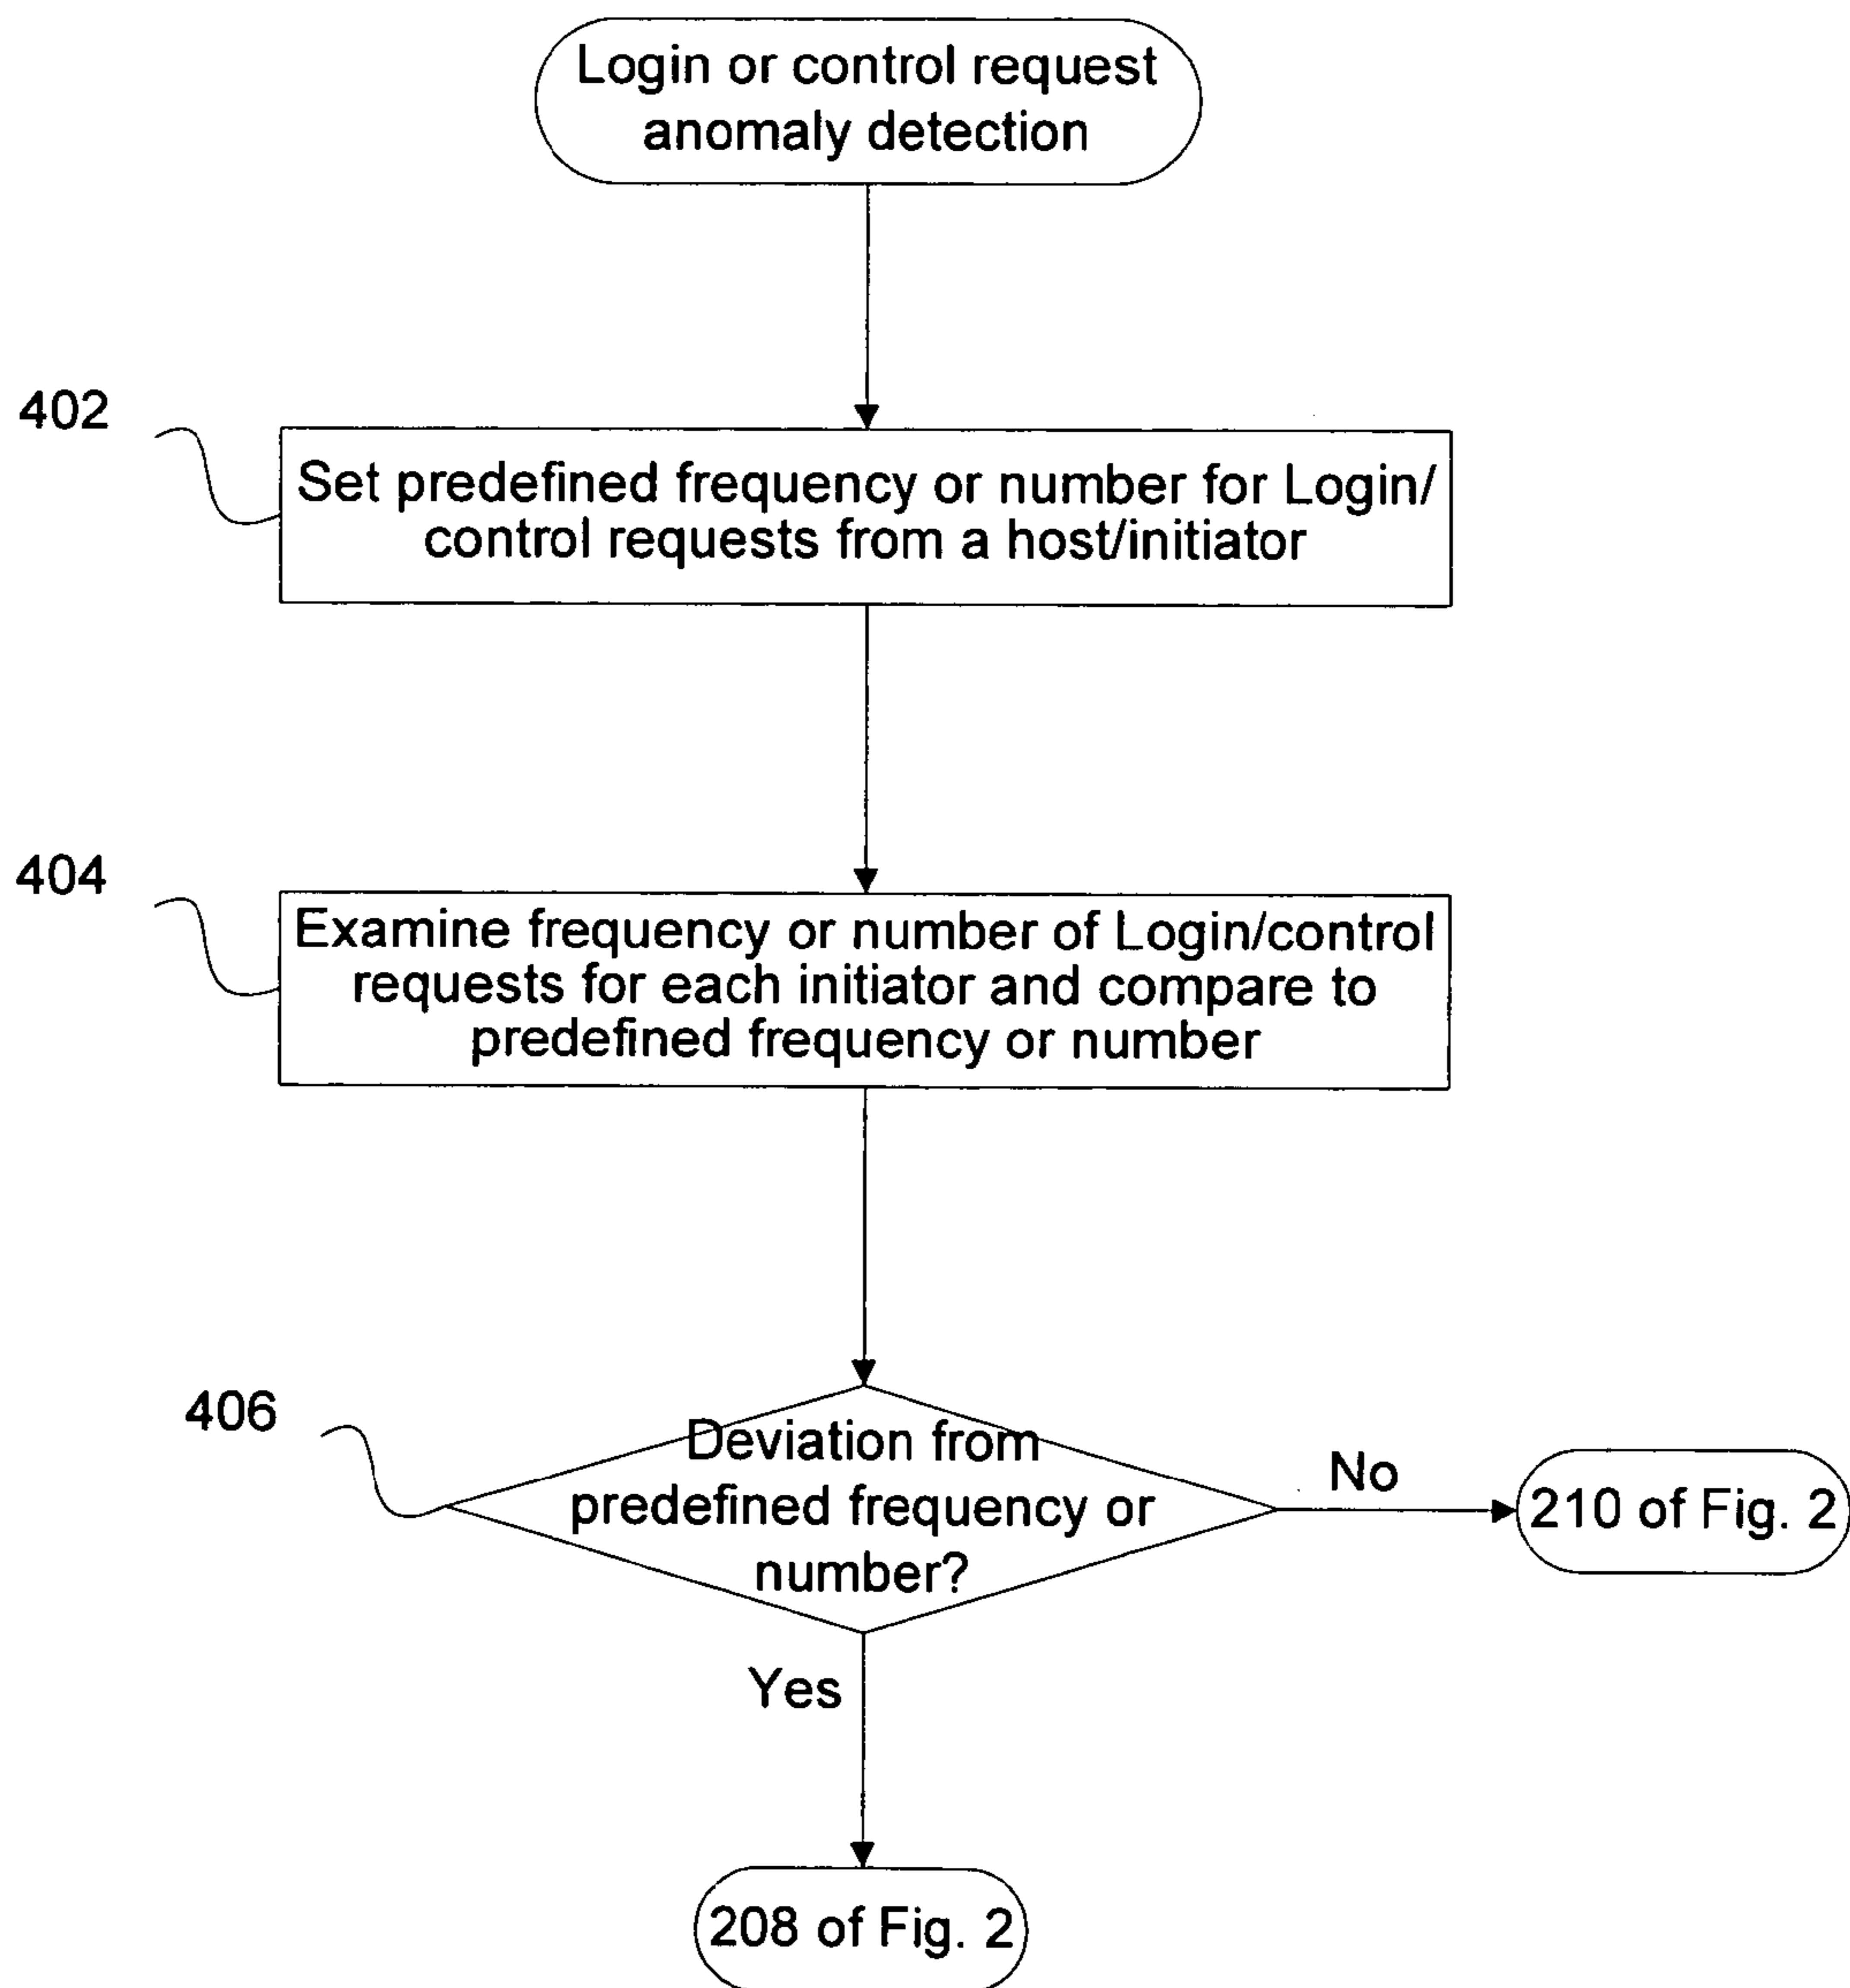 Login or control request
anomaly detection
402
Set predefined frequency or number for Login/
control requests from a host/initiator
404
Examine frequency or number of Login/control
requests for each initiator and compare to
predefined frequency or number
406
Deviation from
predefined frequency or
number?
No
210 of Fig. 2
Yes
208 of Fig. 2